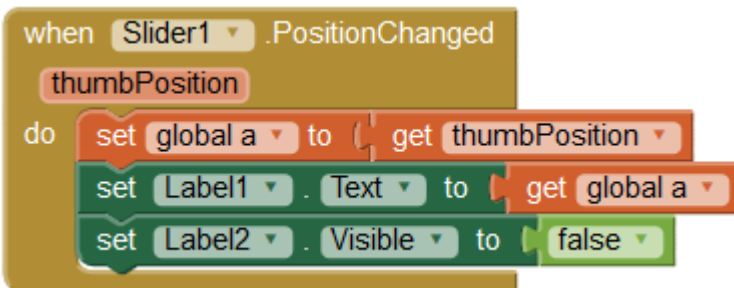 when Slider1 .PositionChanged
thumbPosition
do set global a to get thumbPosition
set Label1 . Text to get global a
set Label2 . Visible to false